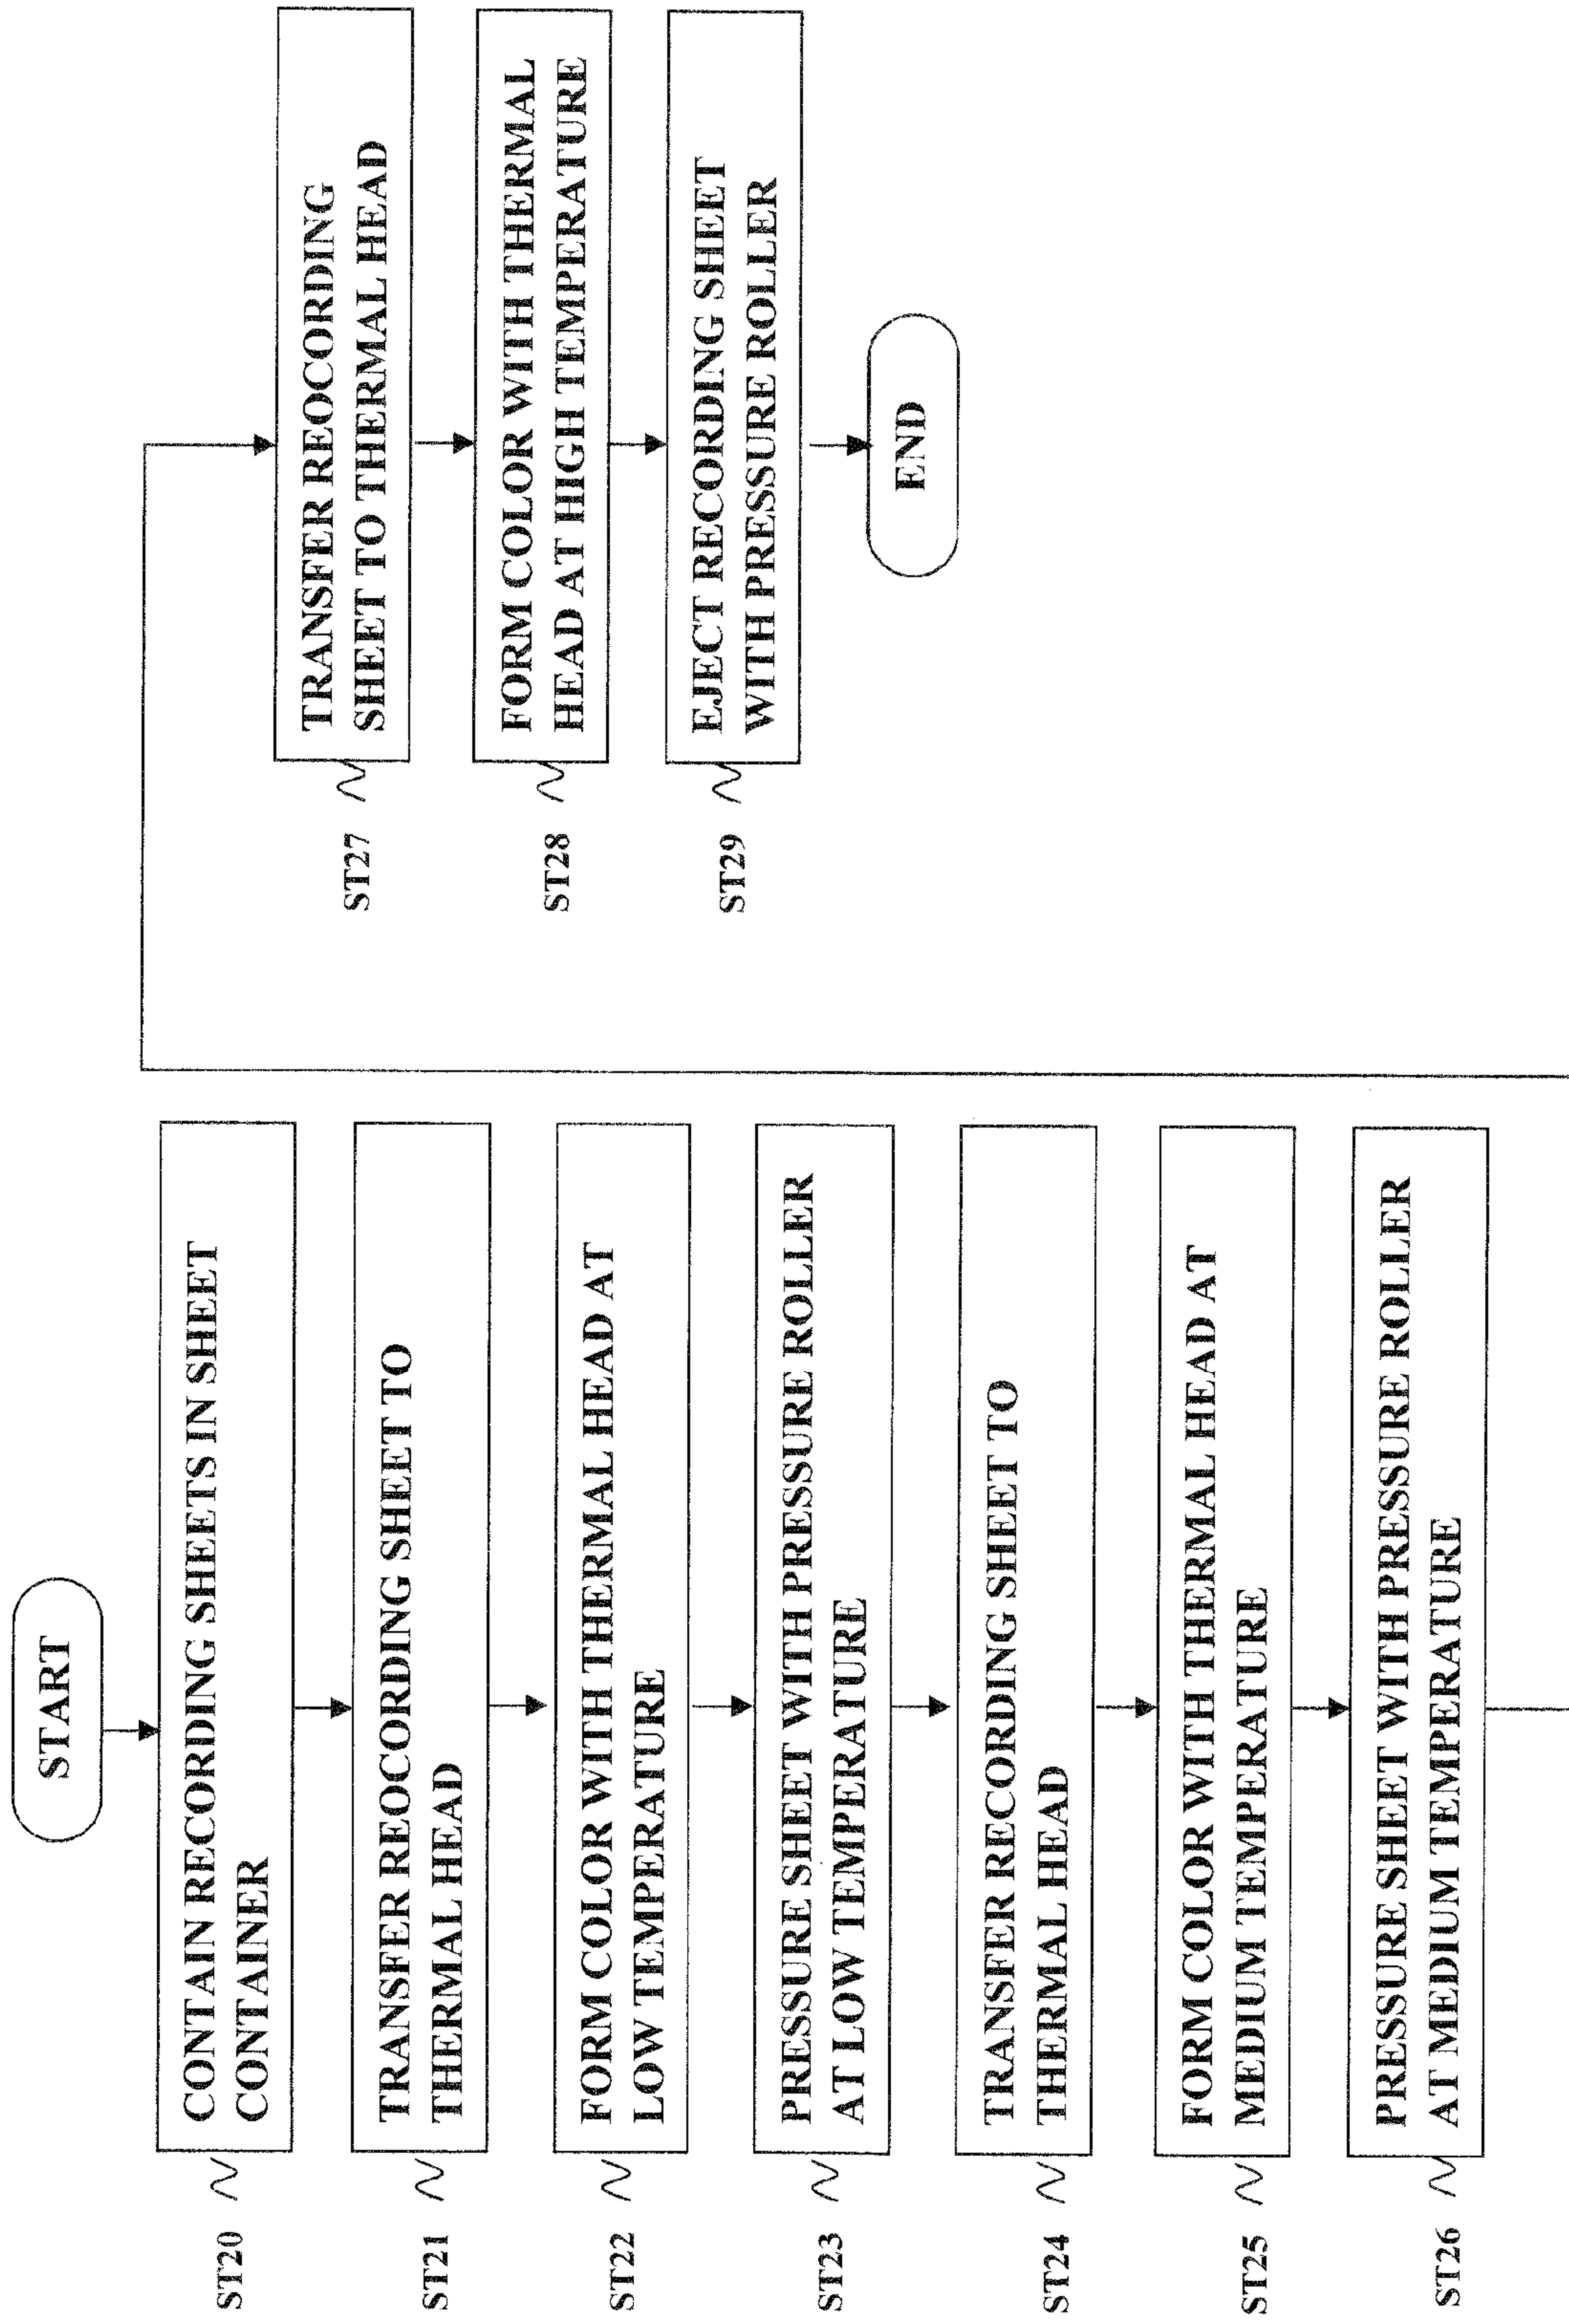 START
ST20
CONTAIN RECORDING SHEETS IN SHEET
CONTAINER
ST21
TRANSFER REOCORDING SHEET TO
THERMAL HEAD
ST22
FORM COLOR WITH THERMAL HEAD AT
LOW TEMPERATURE
ST23
PRESSURE SHEET WITH PRESSURE ROLLER
AT LOW TEMPERATURE
ST24
TRANSFER RECORDING SHEET TO
THERMAL HEAD
ST25
FORM COLOR WITH THERMAL HEAD AT
MEDIUM TEMPERATURE
ST26
PRESSURE SHEET WITH PRESSURE ROLLER
AT MEDIUM TEMPERATURE
ST27
TRANSFER REOCORDING
SHEET TO THERMAL HEAD
ST28
FORM COLOR WITH THERMAL
HEAD AT HIGH TEMPERATURE
ST29
EJECT RECORDING SHEET
WITH PRESSURE ROLLER
END